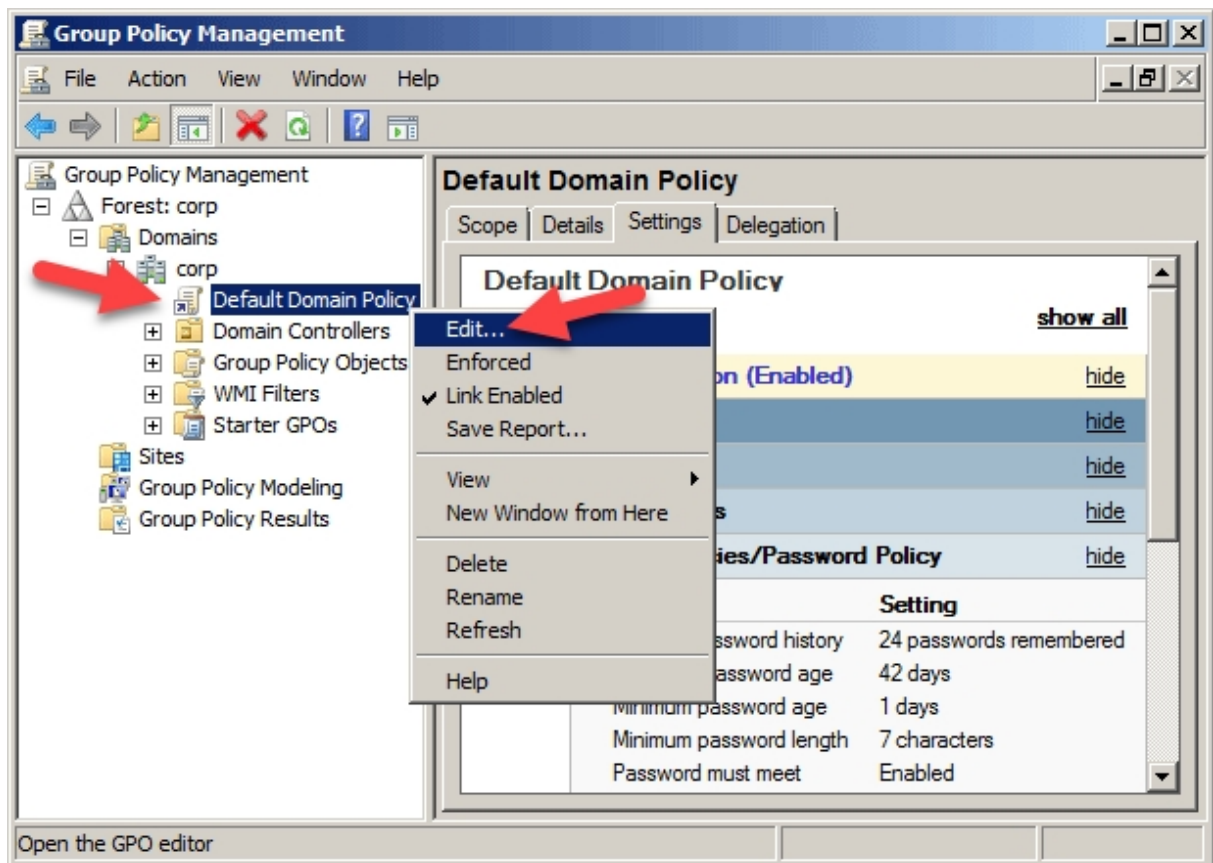 Group Policy Management
File Action View Window Help
Group Policy Management
Forest: corp
Domains
corp
Default Domain Policy
Domain Controllers
Group Policy Objects
WMI Filters
Starter GPOs
Sites
Group Policy Modeling
Group Policy Results
Default Domain Policy
Scope Details Settings Delegation
Default Domain Policy
show all
(Enabled)
hide
hide
hide
hide
/Password Policy hide
Setting
history 24 passwords remembered
age 42 days
Minimum password age 1 days
Minimum password length 7 characters
Password must meet Enabled
Edit...
Enforced
Link Enabled
Save Report...
View
New Window from Here
Delete
Rename
Refresh
Help
Open the GPO editor